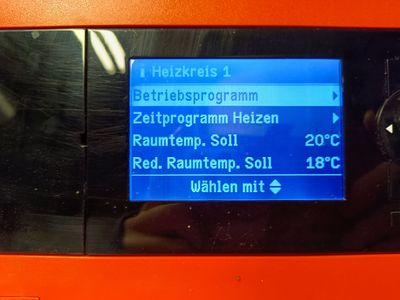 Heizkreis 1
Betriebsprogramm
Zeitprogramm Heizen
Raumtemp. Soll 20°C
Red. Raumtemp. Soll 18°C
Wählen mit